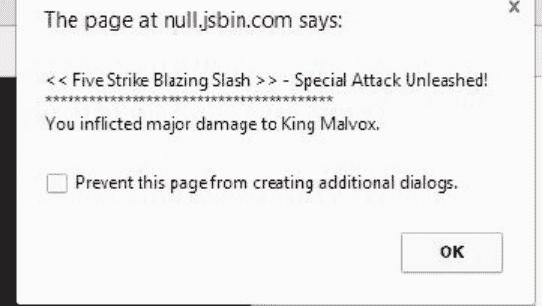 The page at null.jsbin.com says:
x
<< Five Strike Blazing Slash >> - Special Attack Unleashed!
****************************************
You inflicted major damage to King Malvox.
Prevent this page from creating additional dialogs.
OK